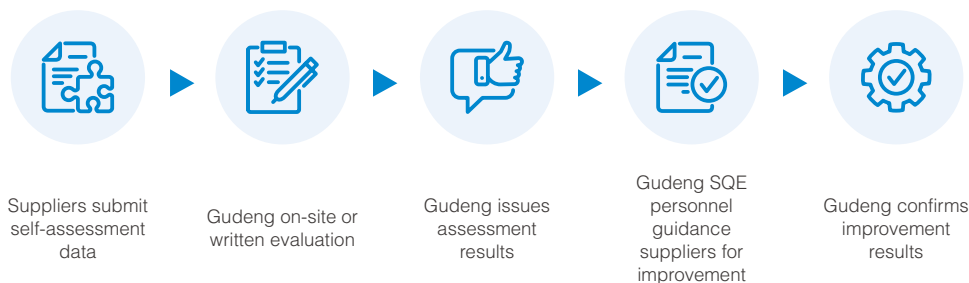 Suppliers submit
self-assessment
data
Gudeng on-site or
written evaluation
Gudeng issues
assessment
results
Gudeng SQE
personnel
guidance
suppliers for
improvement
Gudeng confirms
improvement
results